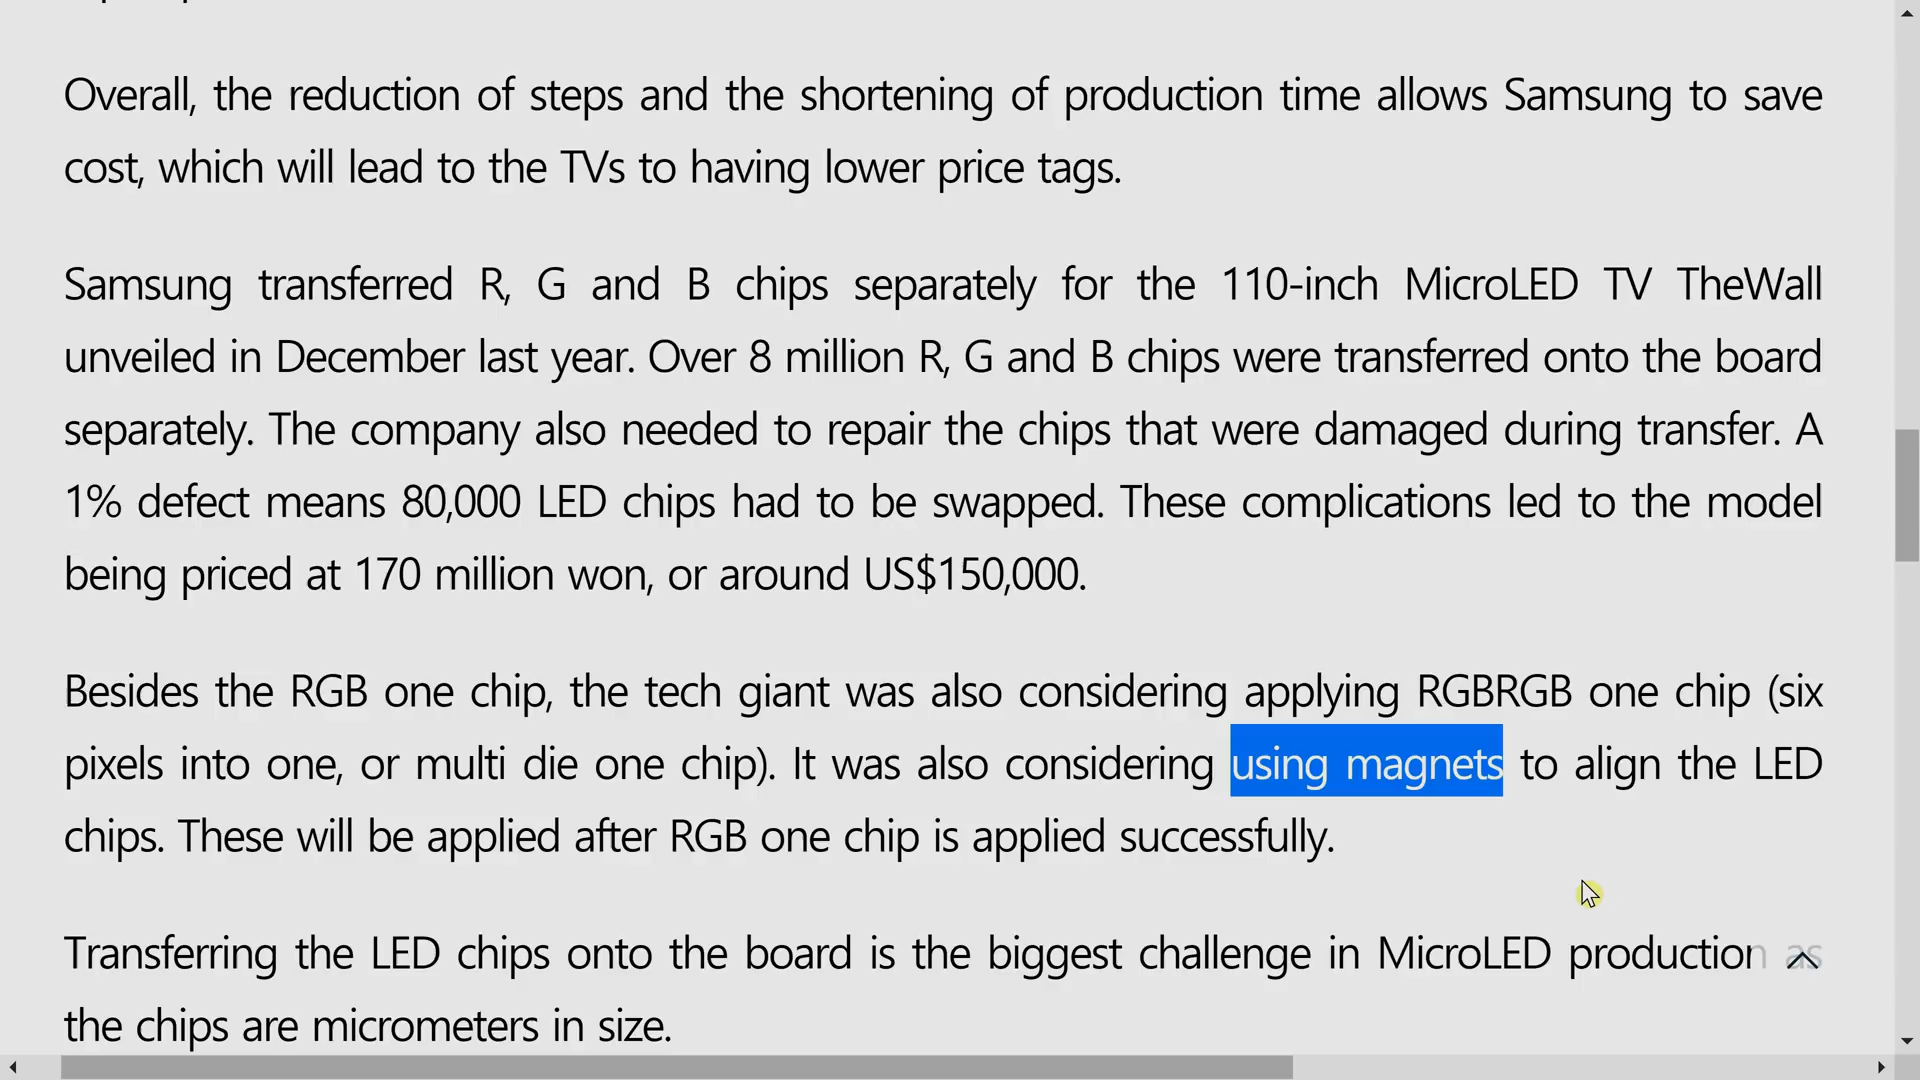 Overall, the reduction of steps and the shortening of production time allows Samsung to save
cost, which will lead to the TVs to having lower price tags.
Samsung transferred R, G and B chips separately for the 110-inch MicroLED TV TheWall
unveiled in December last year. Over 8 million R, G and B chips were transferred onto the board
separately. The company also needed to repair the chips that were damaged during transfer. A
1% defect means 80,000 LED chips had to be swapped. These complications led to the model
being priced at 170 million won, or around US$150,000.
Besides the RGB one chip, the tech giant was also considering applying RGBRGB one chip (six
pixels into one, or multi die one chip). It was also considering using magnets to align the LED
chips. These will be applied after RGB one chip is applied successfully.
Transferring the LED chips onto the board is the biggest challenge in MicroLED production as
the chips are micrometers in size.